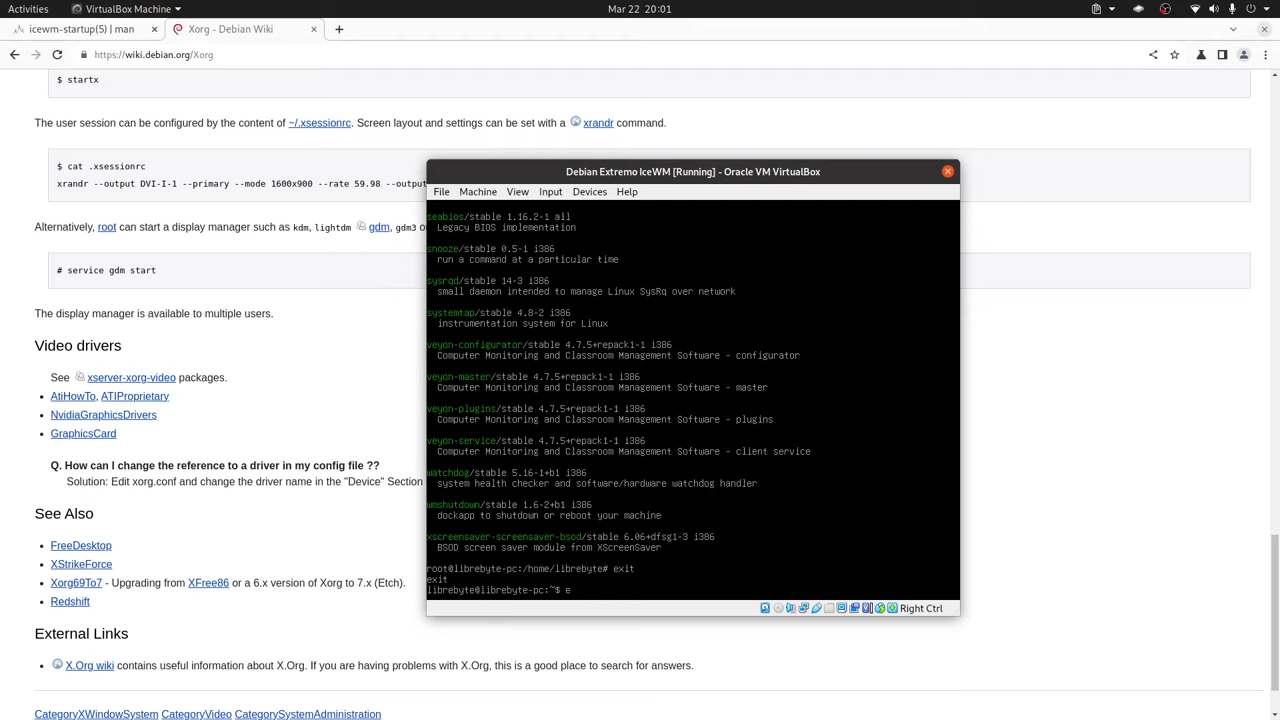 Activities
VirtualBox Machine
Mar 22 20:01
icewm-startup(5) | man
Xorg - Debian Wiki
https://wiki.debian.org/Xorg
$ startx
The user session can be configured by the content of ~/.xsessionrc. Screen layout and settings can be set with a xrandr command.
$ cat .xsessionrc
xrandr --output DVI-I-1 --primary --mode 1600x900 --rate 59.98 --output
Alternatively, root can start a display manager such as kdm, lightdm gdm, gdm3
# service gdm start
The display manager is available to multiple users.
Video drivers
See xserver-xorg-video packages.
AtiHowTo, ATIProprietary
NvidiaGraphicsDrivers
GraphicsCard
Q. How can I change the reference to a driver in my config file ??
Solution: Edit xorg.conf and change the driver name in the "Device" Section
See Also
FreeDesktop
XStrikeForce
Xorg69To7 - Upgrading from XFree86 or a 6.x version of Xorg to 7.x (Etch).
Redshift
External Links
X.Org wiki contains useful information about X.Org. If you are having problems with X.Org, this is a good place to search for answers.
CategoryXWindowSystem CategoryVideo CategorySystemAdministration
Debian Extremo IceWM [Running] - Oracle VM VirtualBox
File Machine View Input Devices Help
seabios/stable 1.16.2-1 all
Legacy BIOS implementation
snooze/stable 0.5-1 i386
run a command at a particular time
sysrqd/stable 14-3 i386
small daemon intended to manage Linux SysRq over network
systemtap/stable 4.8-2 i386
instrumentation system for Linux
veyon-configurator/stable 4.7.5+repack1-1 i386
Computer Monitoring and Classroom Management Software - configurator
veyon-master/stable 4.7.5+repack1-1 i386
Computer Monitoring and Classroom Management Software - master
veyon-plugins/stable 4.7.5+repack1-1 i386
Computer Monitoring and Classroom Management Software - plugins
veyon-service/stable 4.7.5+repack1-1 i386
Computer Monitoring and Classroom Management Software - client service
watchdog/stable 5.16-1+b1 i386
system health checker and software/hardware watchdog handler
wmshutdown/stable 1.6-2+b1 i386
dockapp to shutdown or reboot your machine
xscreensaver-screensaver-bsod/stable 6.06+dfsg1-3 i386
BSOD screen saver module from XScreenSaver
root@librebyte-pc:/home/librebyte# exit
exit
librebyte@librebyte-pc:~$ e
Right Ctrl